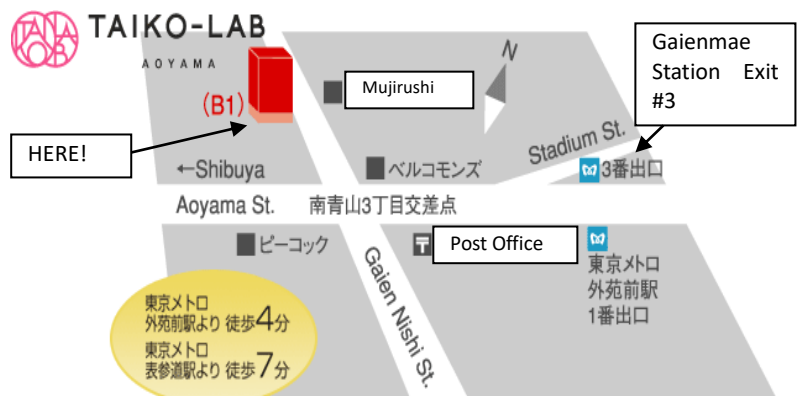 TANAKO
TAIKO-LAB
AOYAMA
(B1)
HERE!
Mujirushi
N
Gaienmae
Station Exit
#3
Stadium St.
←Shibuya
ベルコモンズ
3番出口
Aoyama St.
南青山3丁目交差点
ピーコック
〒
Post Office
東京メトロ
外苑前駅
1番出口
Gaien Nishi St.
東京メトロ
外苑前駅より 徒歩4分
東京メトロ
表参道駅より 徒歩7分